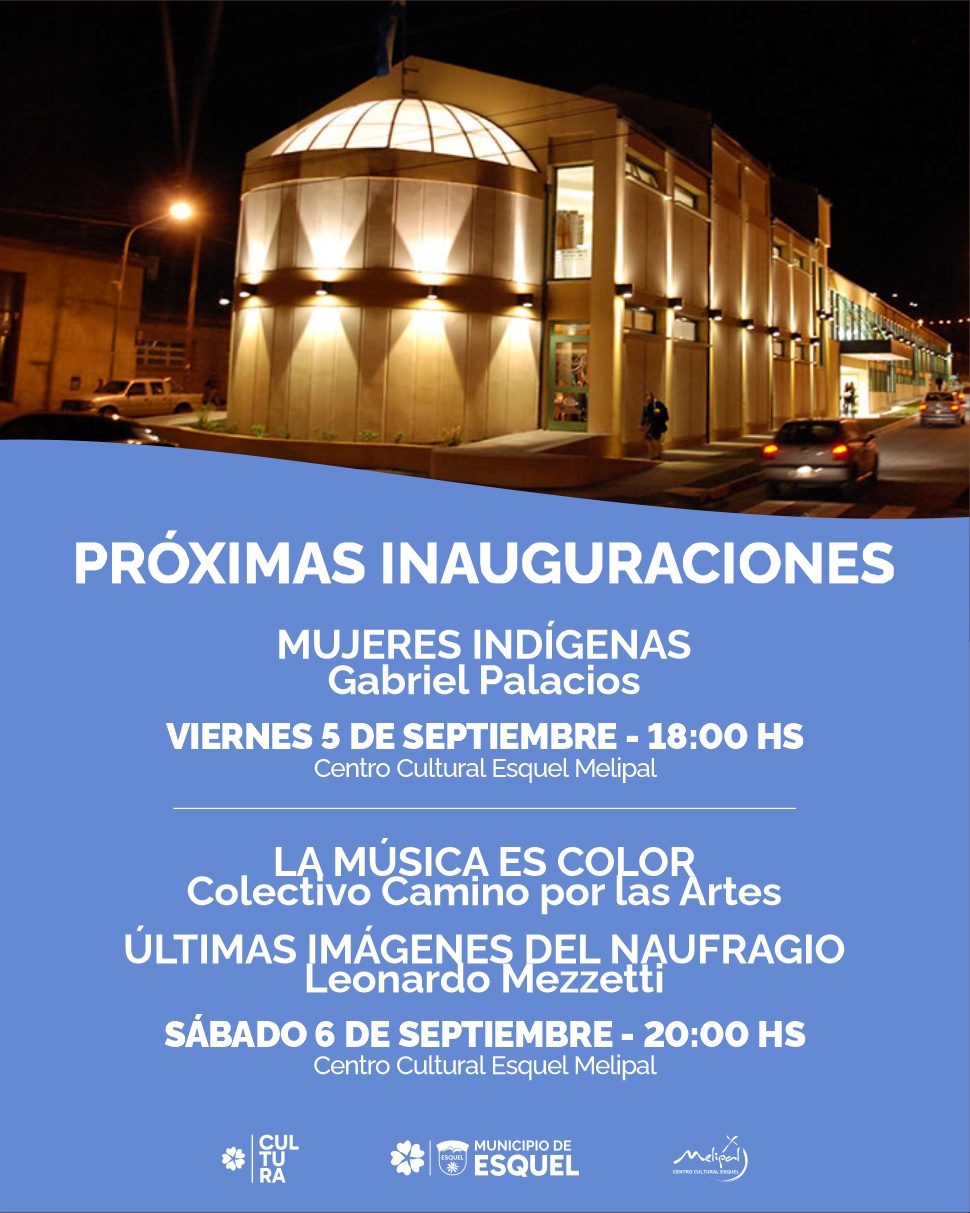 PRÓXIMAS INAUGURACIONES
MUJERES INDÍGENAS
Gabriel Palacios
VIERNES 5 DE SEPTIEMBRE - 18:00 HS
Centro Cultural Esquel Melipal
LA MÚSICA ES COLOR
Colectivo Camino por las Artes
ÚLTIMAS IMÁGENES DEL NAUFRAGIO
Leonardo Mezzetti
SÁBADO 6 DE SEPTIEMBRE - 20:00 HS
Centro Cultural Esquel Melipal
CUL
TU
RA
ESQUEL
MUNICIPIO DE
ESQUEL
Melipal
CENTRO CULTURAL ESQUEL